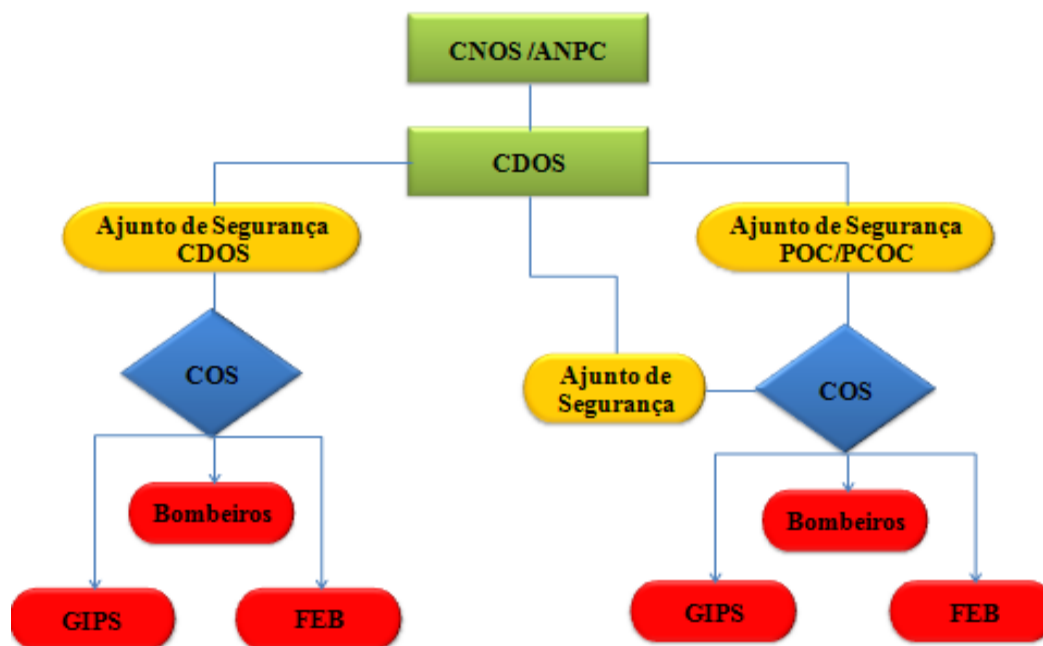 CNOS /ANPC
CDOS
Ajunto de Segurança
CDOS
Ajunto de Segurança
POC/PCOC
COS
Ajunto de
Segurança
COS
Bombeiros
Bombeiros
GIPS
FEB
GIPS
FEB